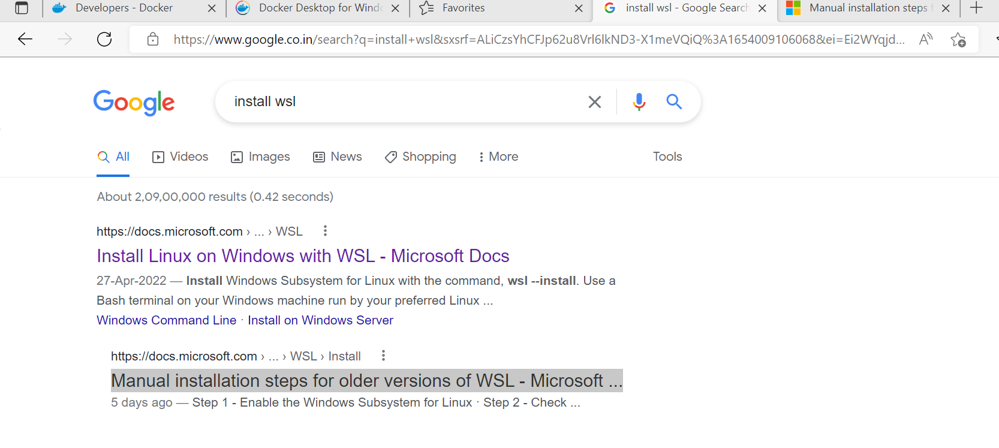 Developers - Docker
Docker Desktop for Windo
Favorites
install wsl - Google Search
Manual installation steps f
https://www.google.co.in/search?q=install+wsl&sxsrf=ALiCzsYhCFJp62u8Vrl6lkND3-X1meVQiQ%3A1654009106068&ei=Ei2WYqjd...
Google
install wsl
All
Videos
Images
News
Shopping
More
Tools
About 2,09,00,000 results (0.42 seconds)
https://docs.microsoft.com › ... › WSL
Install Linux on Windows with WSL - Microsoft Docs
27-Apr-2022 — Install Windows Subsystem for Linux with the command, wsl --install. Use a
Bash terminal on your Windows machine run by your preferred Linux ...
Windows Command Line · Install on Windows Server
https://docs.microsoft.com › ... › WSL › Install
Manual installation steps for older versions of WSL - Microsoft ...
5 days ago — Step 1 - Enable the Windows Subsystem for Linux · Step 2 - Check ...